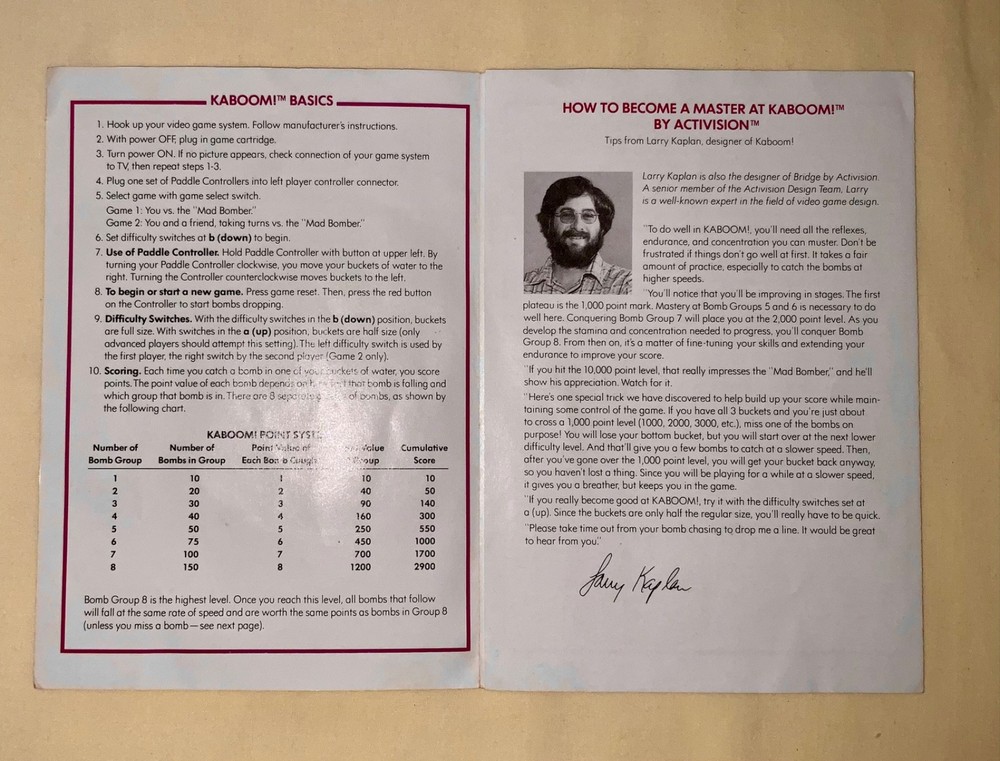 KABOOM!™ BASICS
1. Hook up your video game system. Follow manufacturer's instructions.
2. With power OFF, plug in game cartridge.
3. Turn power ON. If no picture appears, check connection of your game system
to TV, then repeat steps 1-3.
4. Plug one set of Paddle Controllers into left player controller connector.
5. Select game with game select switch.
Game 1: You vs. the "Mad Bomber."
Game 2: You and a friend, taking turns vs. the "Mad Bomber."
6. Set difficulty switches at b (down) to begin.
7. Use of Paddle Controller. Hold Paddle Controller with button at upper left. By
turning your Paddle Controller clockwise, you move your buckets of water to the
right. Turning the Controller counterclockwise moves buckets to the left.
8. To begin or start a new game. Press game reset. Then, press the red button
on the Controller to start bombs dropping.
9. Difficulty Switches. With the difficulty switches in the b (down) position, buckets
are full size. With switches in the a (up) position, buckets are half size (only
advanced players should attempt this setting). The left difficulty switch is used by
the first player, the right switch by the second player (Game 2 only).
10. Scoring. Each time you catch a bomb in one of your buckets of water, you score
points. The point value of each bomb depends on that bomb is falling and
which group that bomb is in. There are 8 separate of bombs, as shown by
the following chart.
KABOOM! POINT SYSTEM
Number of Bomb Group Number of Bombs in Group Point Value of Each Bomb Caught Value Group Cumulative Score
1 10 1 10 10
2 20 2 40 50
3 30 3 90 140
4 40 4 160 300
5 50 5 250 550
6 75 6 450 1000
7 100 7 700 1700
8 150 8 1200 2900
Bomb Group 8 is the highest level. Once you reach this level, all bombs that follow
will fall at the same rate of speed and are worth the same points as bombs in Group 8
(unless you miss a bomb—see next page).
HOW TO BECOME A MASTER AT KABOOM!™
BY ACTIVISION™
Tips from Larry Kaplan, designer of Kaboom!
Larry Kaplan is also the designer of Bridge by Activision.
A senior member of the Activision Design Team, Larry
is a well-known expert in the field of video game design.
"To do well in KABOOM!, you'll need all the reflexes,
endurance, and concentration you can muster. Don't be
frustrated if things don't go well at first. It takes a fair
amount of practice, especially to catch the bombs at
higher speeds.
"You'll notice that you'll be improving in stages. The first
plateau is the 1,000 point mark. Mastery at Bomb Groups 5 and 6 is necessary to do
well here. Conquering Bomb Group 7 will place you at the 2,000 point level. As you
develop the stamina and concentration needed to progress, you'll conquer Bomb
Group 8. From then on, it's a matter of fine-tuning your skills and extending your
endurance to improve your score.
"If you hit the 10,000 point level, that really impresses the "Mad Bomber," and he'll
show his appreciation. Watch for it.
"Here's one special trick we have discovered to help build up your score while main-
taining some control of the game. If you have all 3 buckets and you're just about
to cross a 1,000 point level (1000, 2000, 3000, etc.), miss one of the bombs on
purpose! You will lose your bottom bucket, but you will start over at the next lower
difficulty level. And that'll give you a few bombs to catch at a slower speed. Then,
after you've gone over the 1,000 point level, you will get your bucket back anyway,
so you haven't lost a thing. Since you will be playing for a while at a slower speed,
it gives you a breather, but keeps you in the game.
"If you really become good at KABOOM!, try it with the difficulty switches set at
a (up). Since the buckets are only half the regular size, you'll really have to be quick.
"Please take time out from your bomb chasing to drop me a line. It would be great
to hear from you."
Larry Kaplan